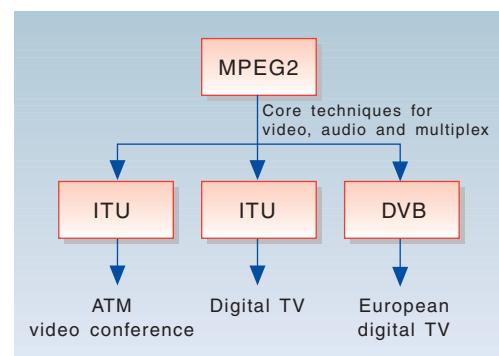 MPEG2
Core techniques for
video, audio and multiplex
ITU
ITU
DVB
ATM
video conference
Digital TV
European
digital TV